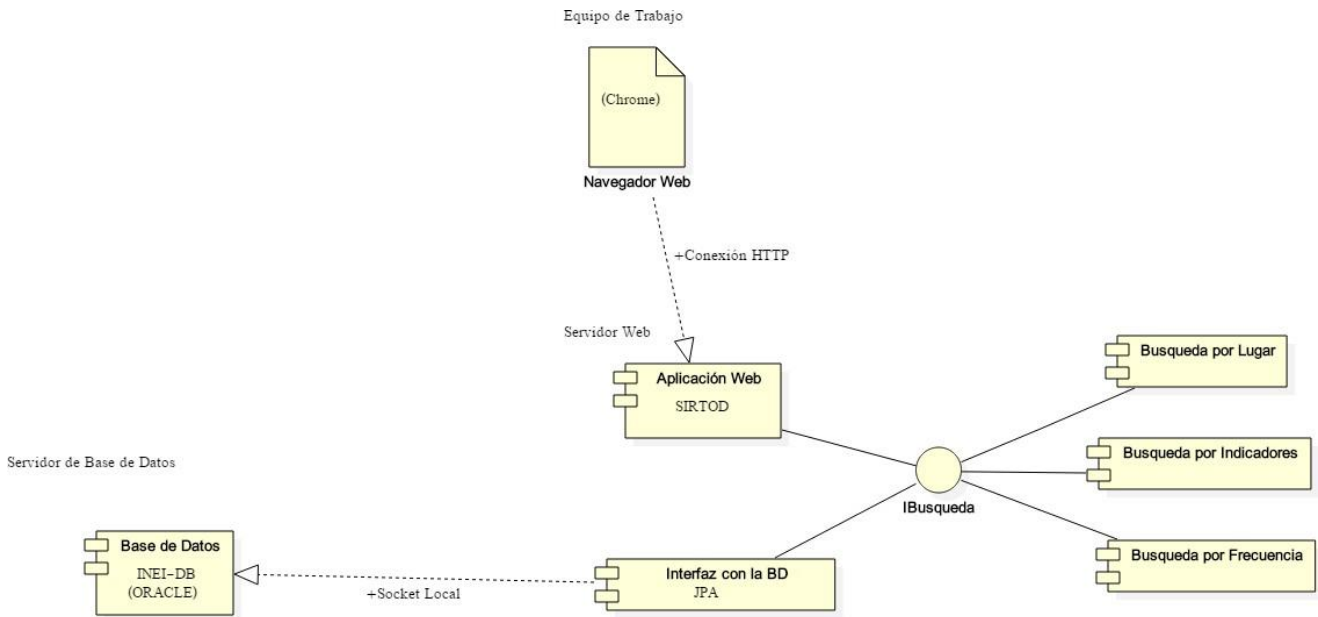 Equipo de Trabajo
(Chrome)
Navegador Web
+Conexión HTTP
Servidor Web
Aplicación Web
SIRTOD
Busqueda por Lugar
Busqueda por Indicadores
IBusqueda
Busqueda por Frecuencia
Servidor de Base de Datos
Base de Datos
INEI-DB
(ORACLE)
+Socket Local
Interfaz con la BD
JPA